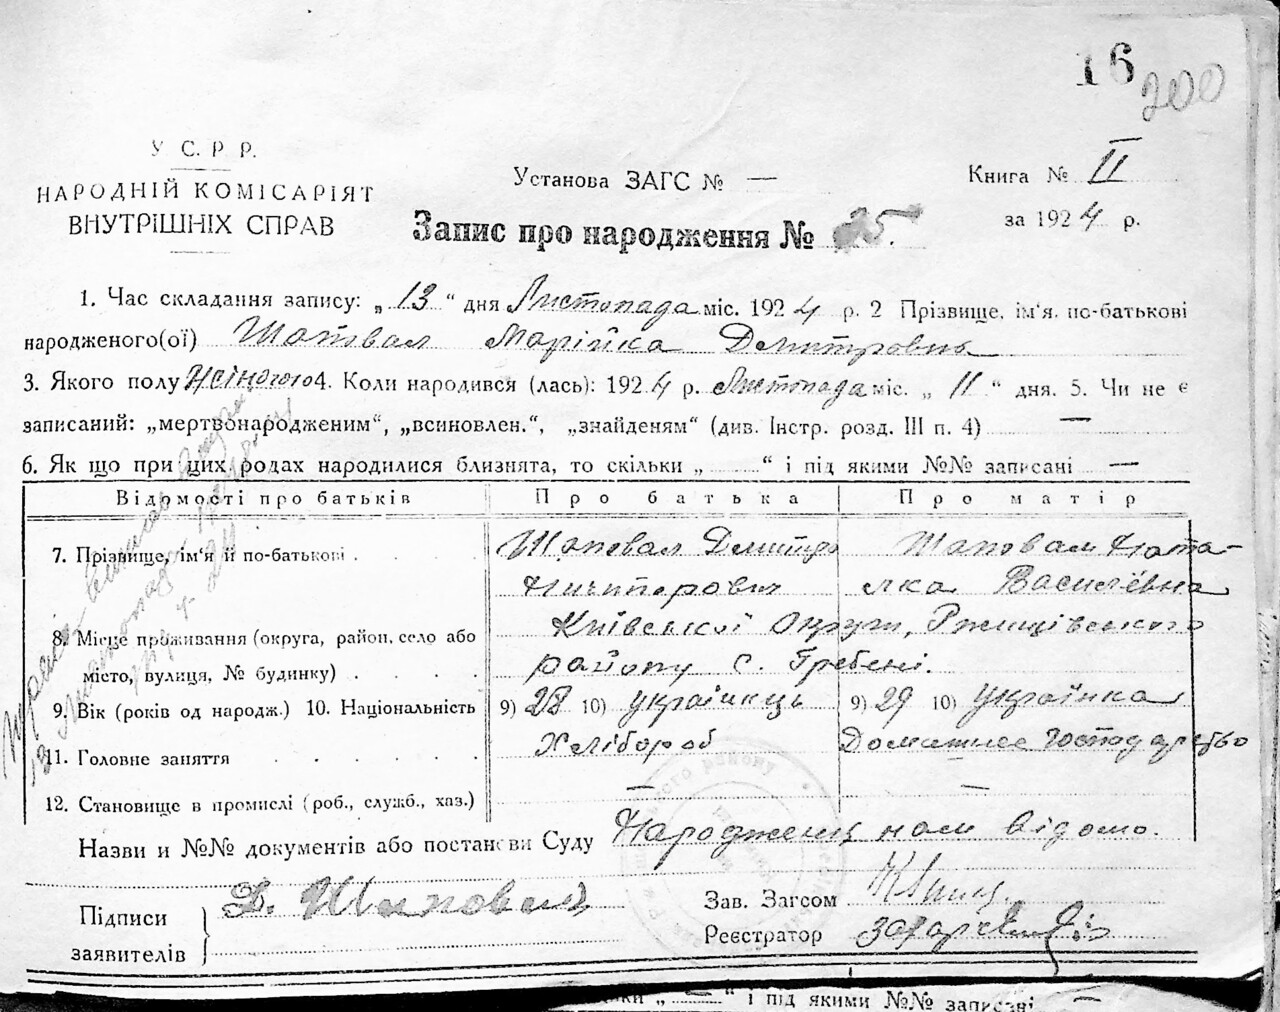 16
200
У С. Р. Р.
НАРОДНІЙ КОМІСАРІЯТ
ВНУТРІШНІХ СПРАВ
Установа ЗАГС № —
Книга № II
за 1924 р.
Запис про народження № 25.
1. Час складання запису: „ 13 “ дня Листопада міс. 1924 р. 2 Прізвище, ім'я, по-батькові
народженого(ої) Шаповал Марійка Дмитровна
3. Якого полу жіночого 4. Коли народився (лась): 1924 р. Листопада міс. „ 11 “ дня. 5. Чи не є
записаний: „мертвонародженим“, „всиновлен.“, „знайденям“ (див. Інстр. розд. III п. 4) —
6. Як що при цих родах народилися близнята, то скільки „ “ і під якими №№ записані —
Відомості про батьків Про батька Про матір
7. Прізвище, ім'я й по-батькові . . . . Шаповал Дмитро Шаповал Ната-
Ничипорович лка Василївна
8. Місце проживання (округа, район, село або Київської Округи, Ржищівського
місто, вулиця, № будинку) . . . . району с. Гребені.
9. Вік (років од народж.) 10. Національність 9) 28 10) українець 9) 29 10) Українка
11. Головне заняття . . . . . . Хлібороб Домашнєе господарство
12. Становище в промислі (роб., служб., хаз.) — —
Назви и №№ документів або постанови Суду Народження нам відомо.
Підписи
заявителів
Д. Шаповал
Зав. Загсом
Реєстратор
ки „ “ і під якими №№ записані —